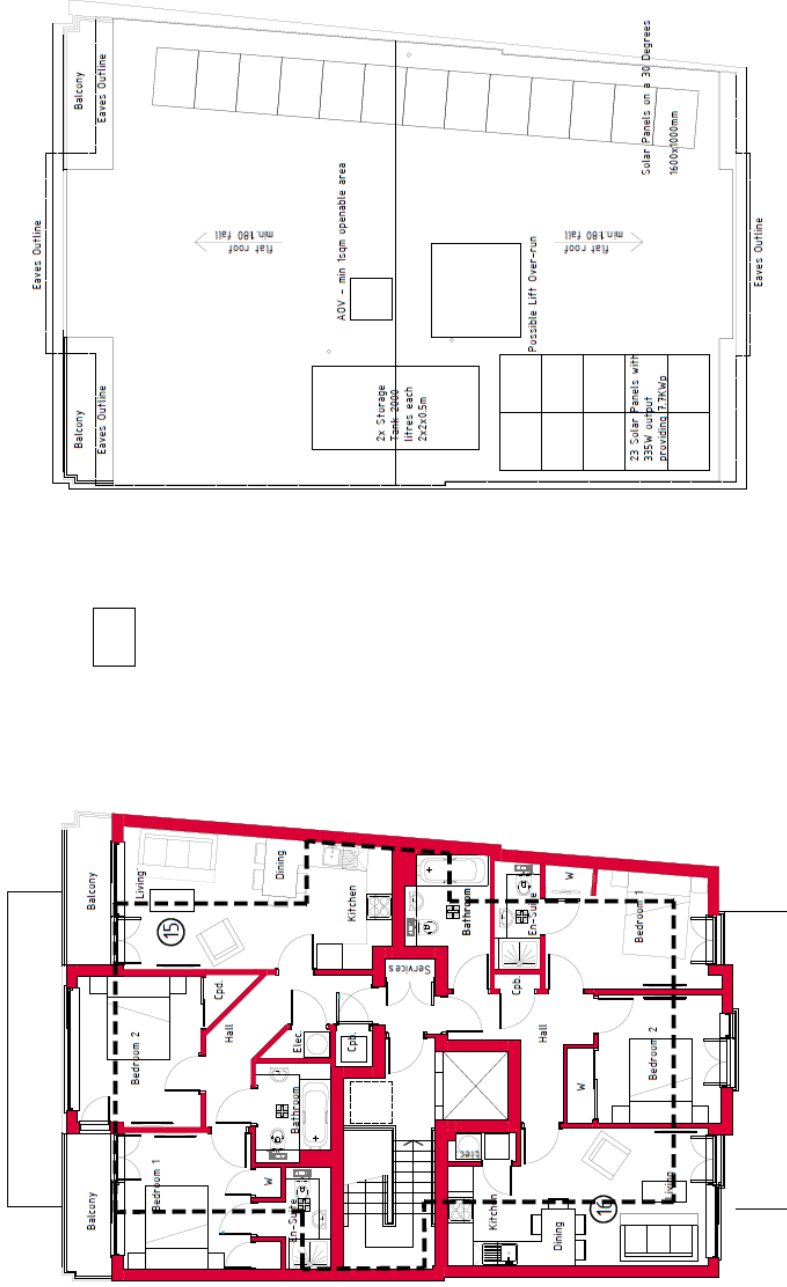 Balcony
Eaves Outline
Eaves Outline
Balcony
Eaves Outline
Solar Panels on a 30 Degrees
1600x1000mm
flat roof
min.1:80 fall
flat roof
min.1:80 fall
AOV - min 1sqm openable area
Possible Lift Over-run
Eaves Outline
2x Storage
Tank 2000
litres each
2x2x0.5m
23 Solar Panels with
335W output
providing 7.7KWp
Balcony
Living
Dining
Kitchen
15
Bathroom
En-Suite
W
Bedroom 1
Services
Cpd.
Hall
Bedroom 2
Elec.
Cpb.
Cpb.
Hall
Bedroom 2
W
Bathroom
Balcony
Bedroom 1
W
En-Suite
Elec.
Kitchen
Dining
16
Living